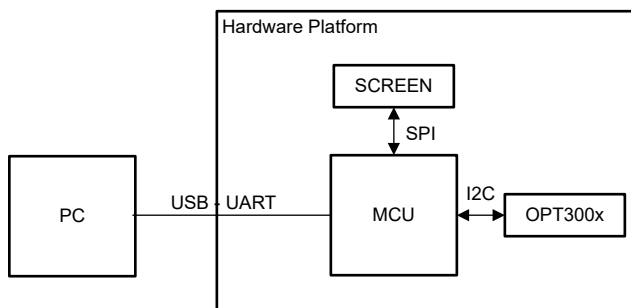 Hardware Platform
SCREEN
SPI
PC
USB - UART
MCU
I2C
OPT300x